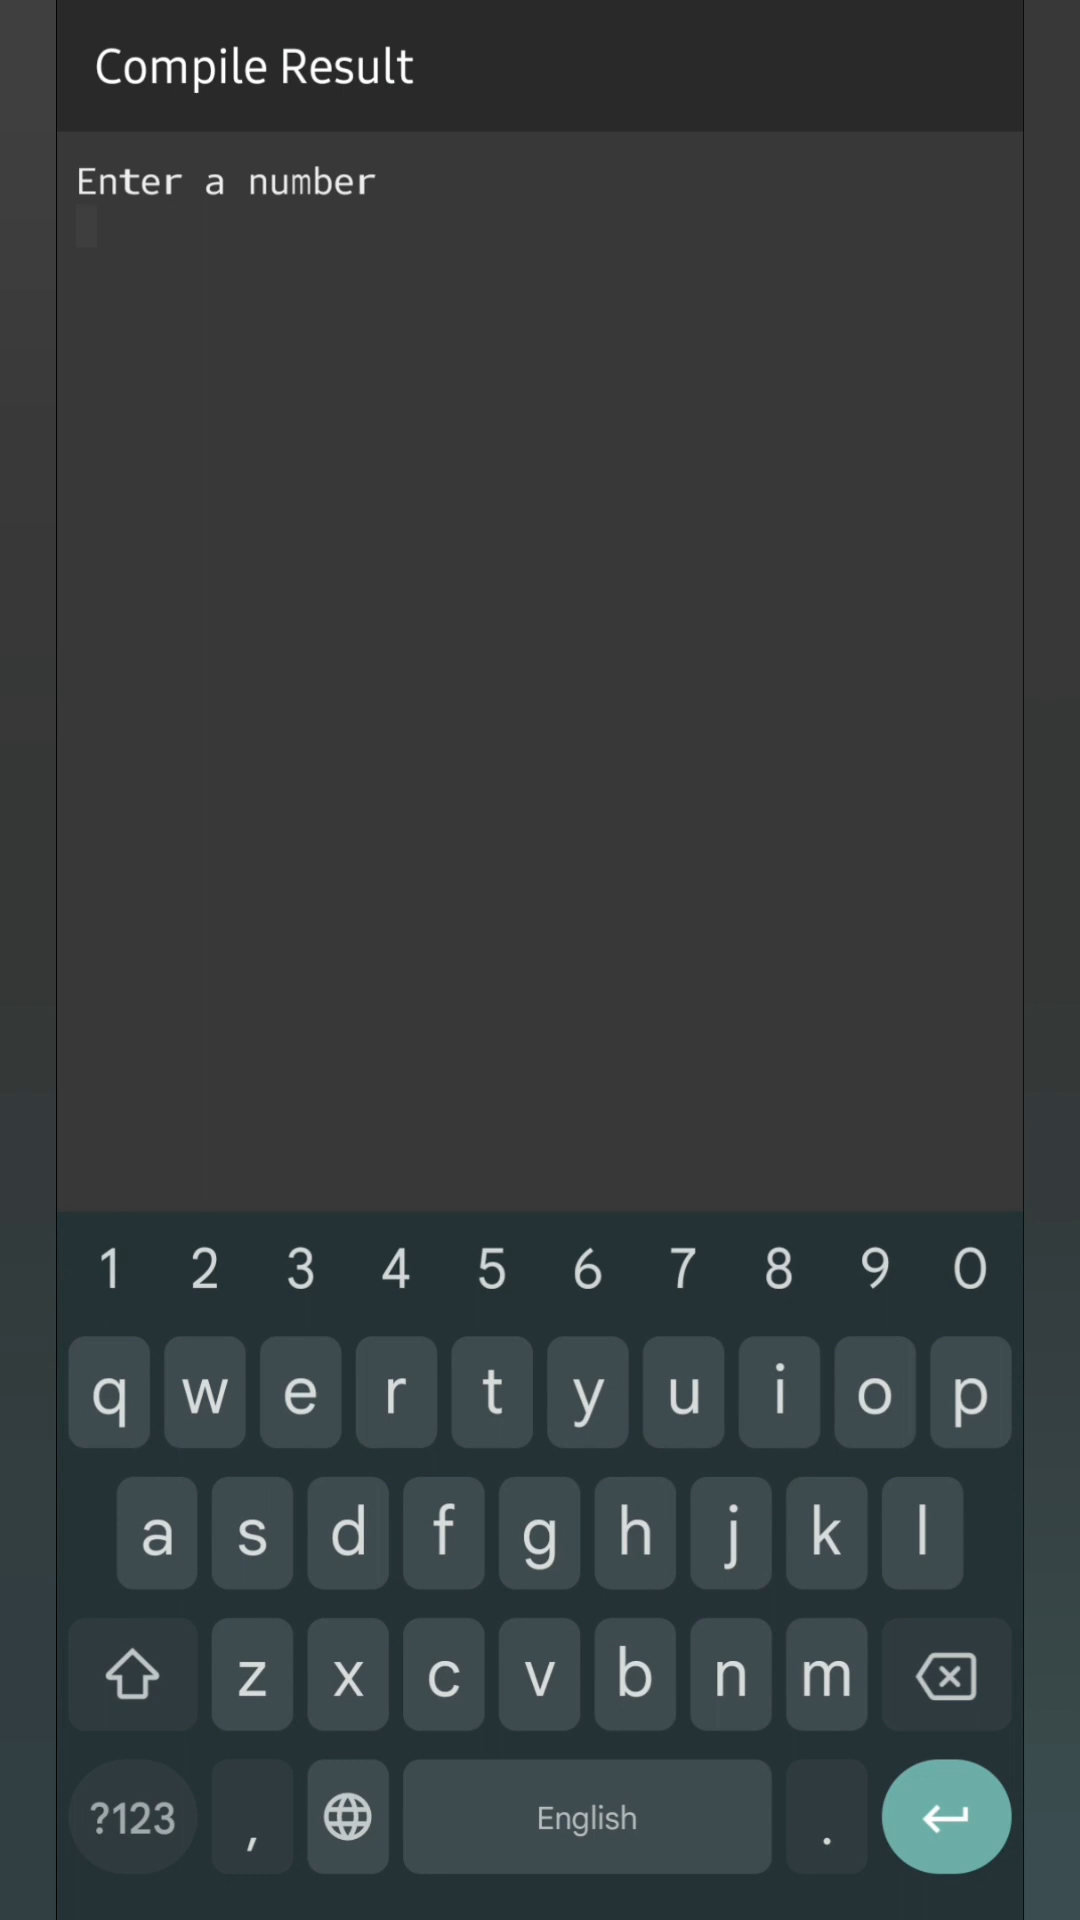 Compile Result
Enter a number
1 2 3 4 5 6 7 8 9 0
q w e r t y u i o p
a s d f g h j k l
z x c v b n m
?123 , English .